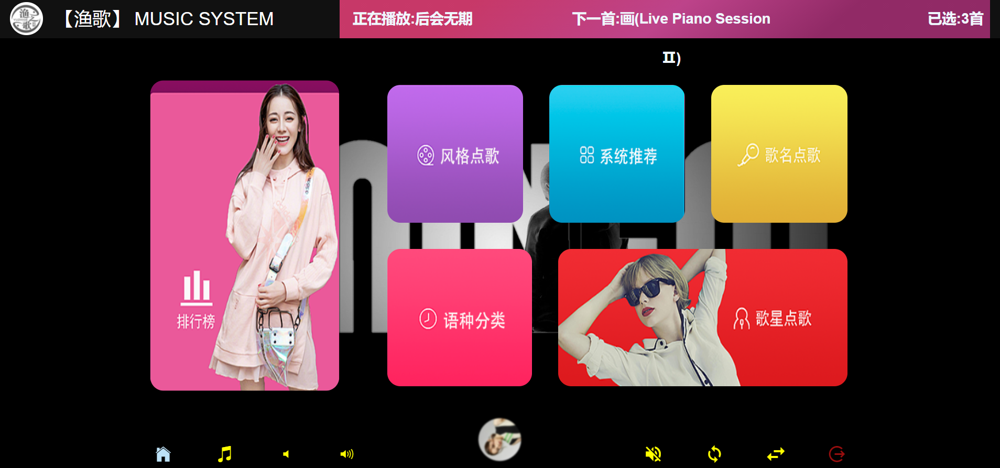 【渔歌】 MUSIC SYSTEM
正在播放:后会无期
下一首:画(Live Piano Session
Ⅱ)
已选:3首
风格点歌
系统推荐
歌名点歌
排行榜
语种分类
歌星点歌